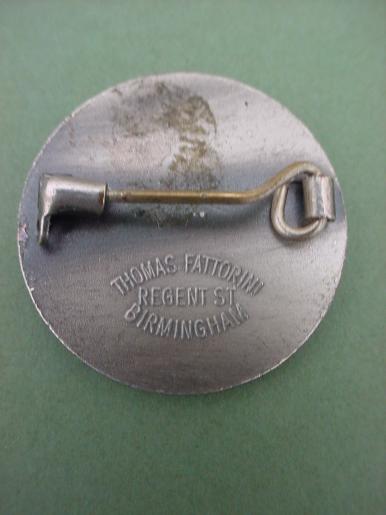 THOMAS FATTORINI
REGENT ST.
BIRMINGHAM